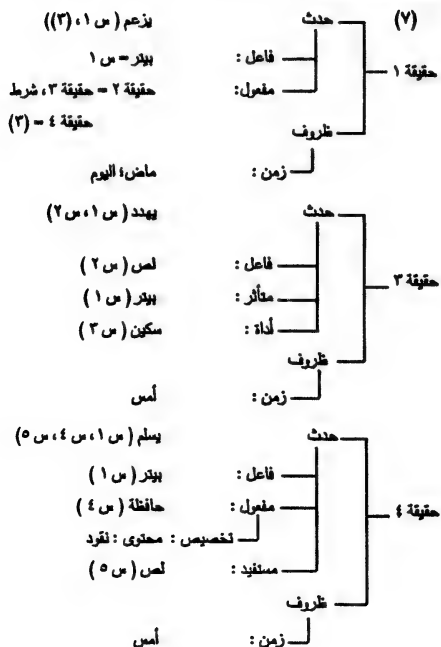 (٧) حدث يزعم ( س ١ ، (٣))
فاعل : بيتر = س ١
حقيقة ١
مفعول: حقيقة ٢ = حقيقة ٣، شرط
حقيقة ٤ = (٣)
ظروف
زمن : ماض، اليوم
حدث يهدد ( س ١ ، س ٢)
فاعل : لص ( س ٢ )
حقيقة ٣
متأثر : بيتر ( س ١ )
أداة : سكين ( س ٣ )
ظروف
زمن : أمس
حدث يسلم ( س ١ ، س ٤ ، س ٥)
فاعل : بيتر ( س ١ )
مفعول : حافظة ( س ٤ )
حقيقة ٤
تخصيص : محتوى : نقود
مستفيد : لص ( س ٥ )
ظروف
زمن : أمس